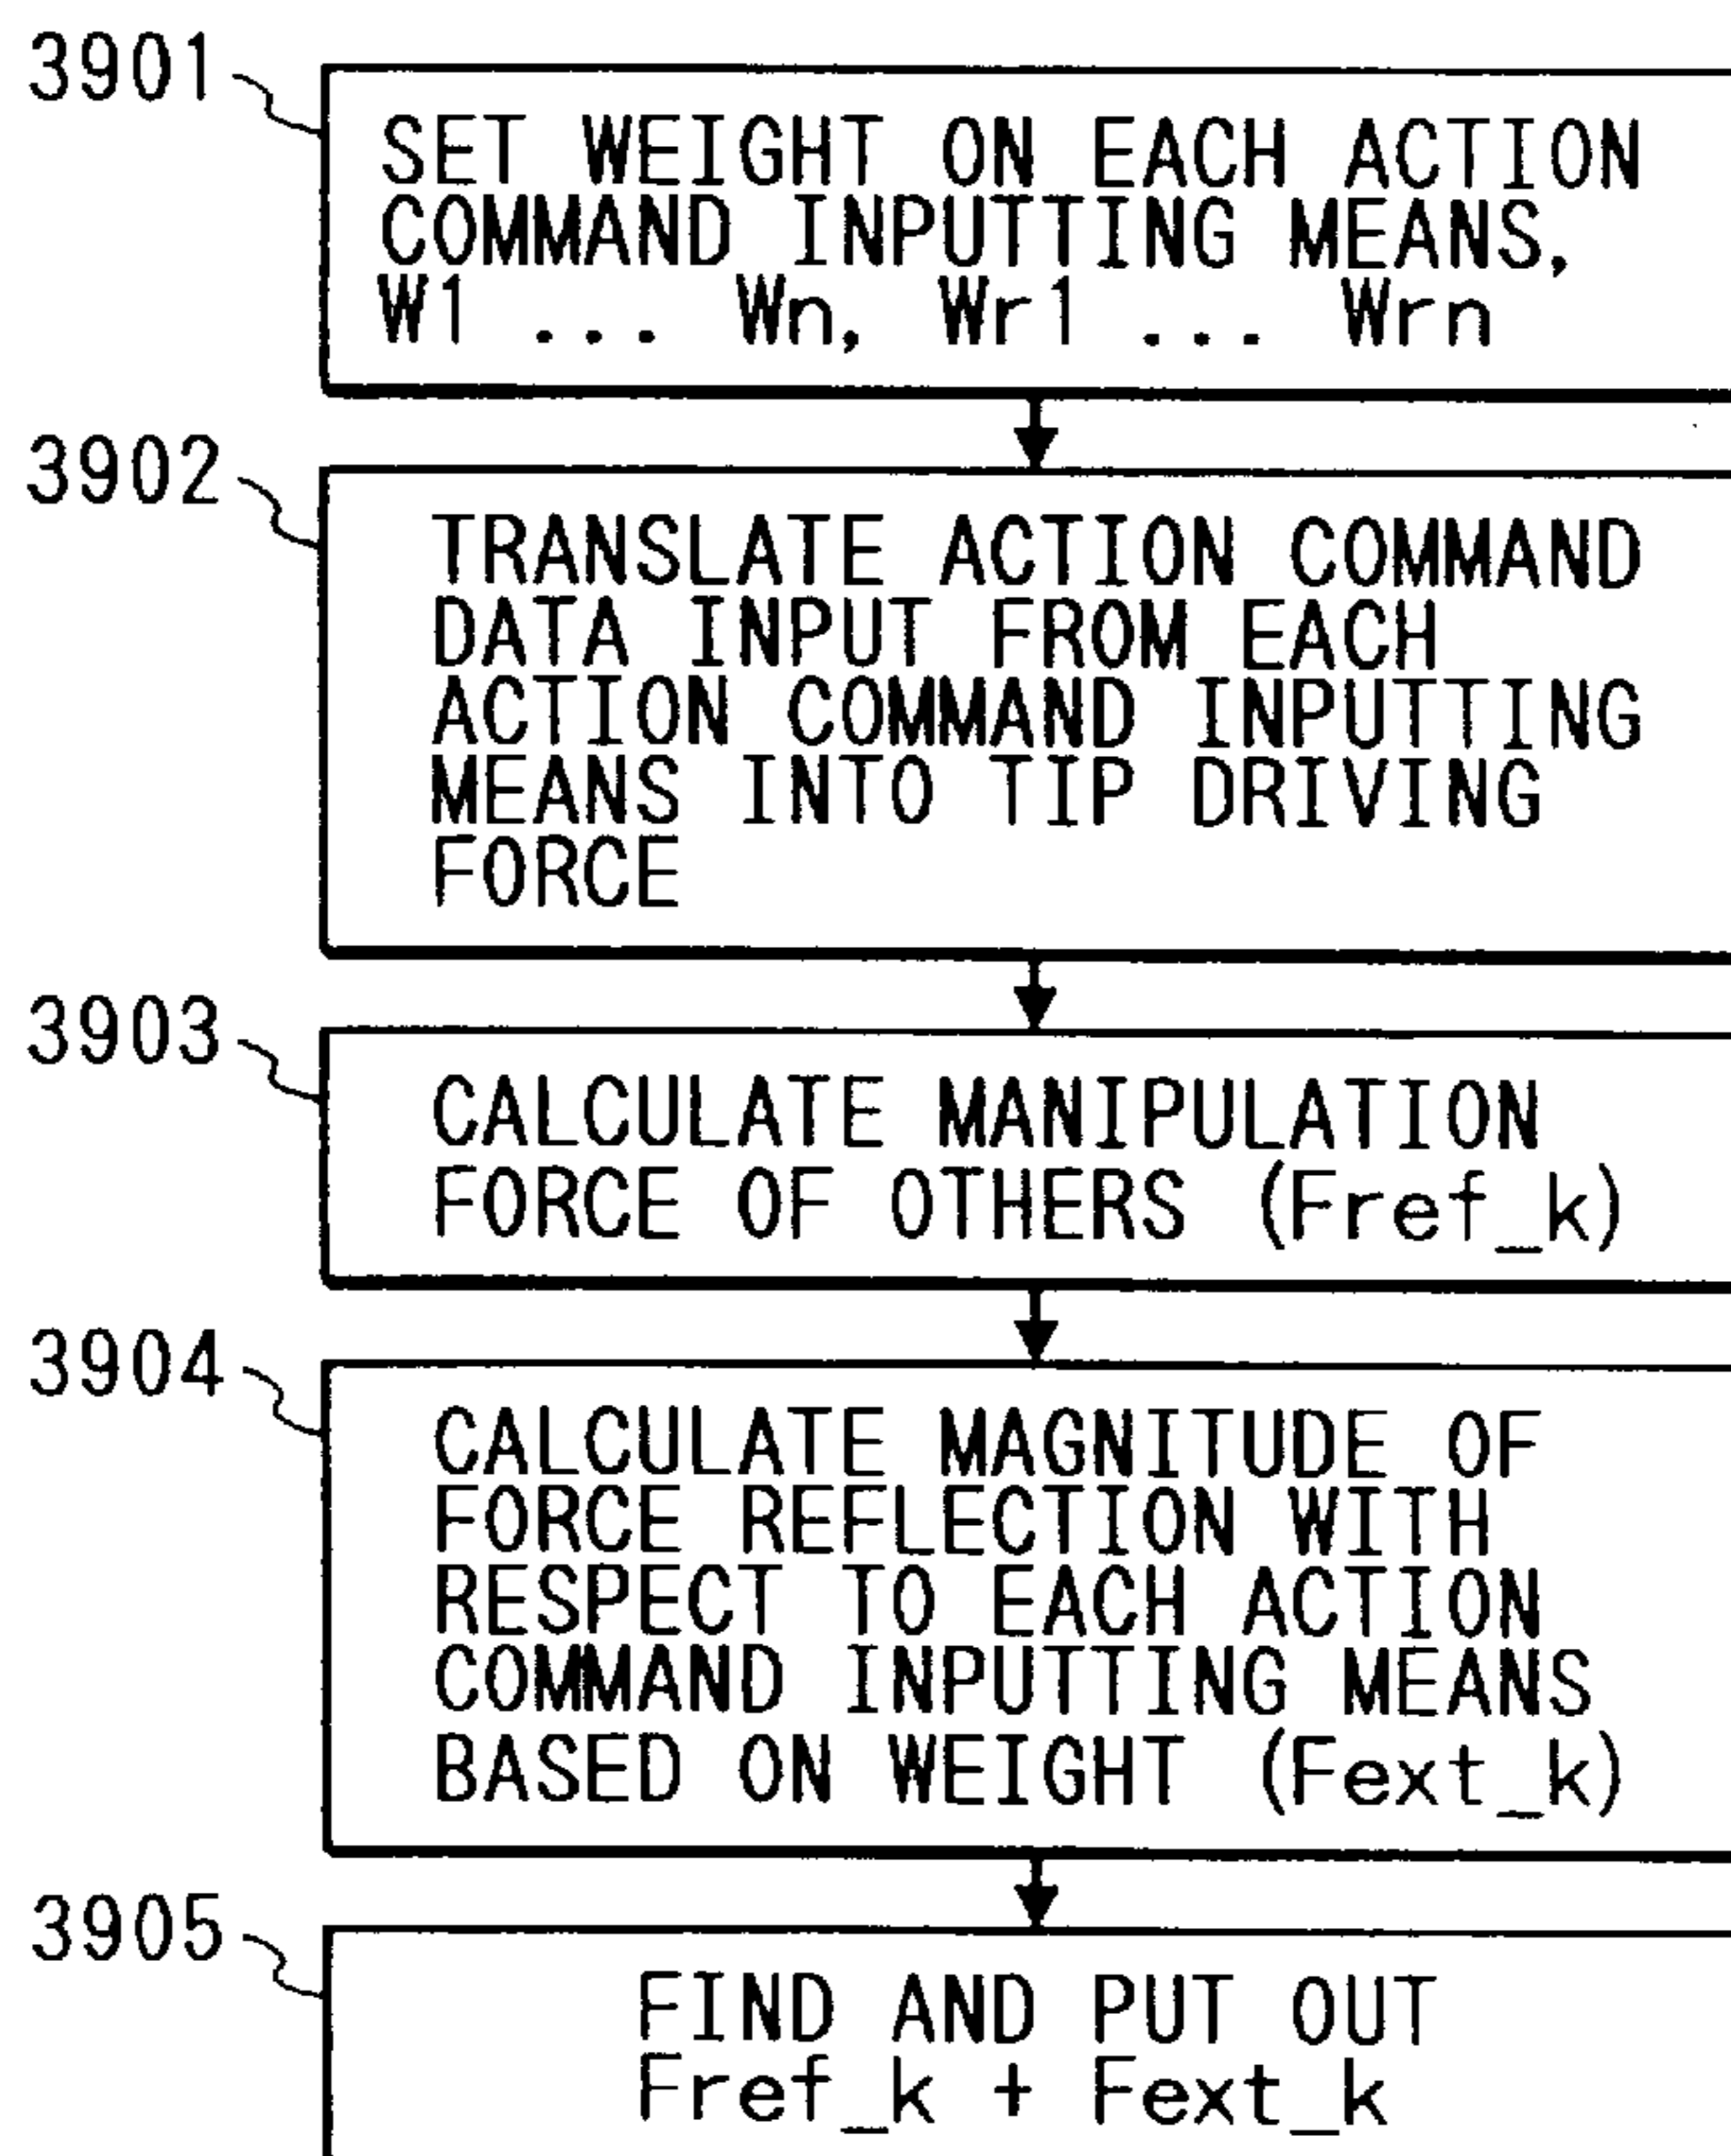 3901
SET WEIGHT ON EACH ACTION
COMMAND INPUTTING MEANS,
W1 ... Wn, Wr1 ... Wrn
3902
TRANSLATE ACTION COMMAND
DATA INPUT FROM EACH
ACTION COMMAND INPUTTING
MEANS INTO TIP DRIVING
FORCE
3903
CALCULATE MANIPULATION
FORCE OF OTHERS (Fref_k)
3904
CALCULATE MAGNITUDE OF
FORCE REFLECTION WITH
RESPECT TO EACH ACTION
COMMAND INPUTTING MEANS
BASED ON WEIGHT (Fext_k)
3905
FIND AND PUT OUT
Fref_k + Fext_k